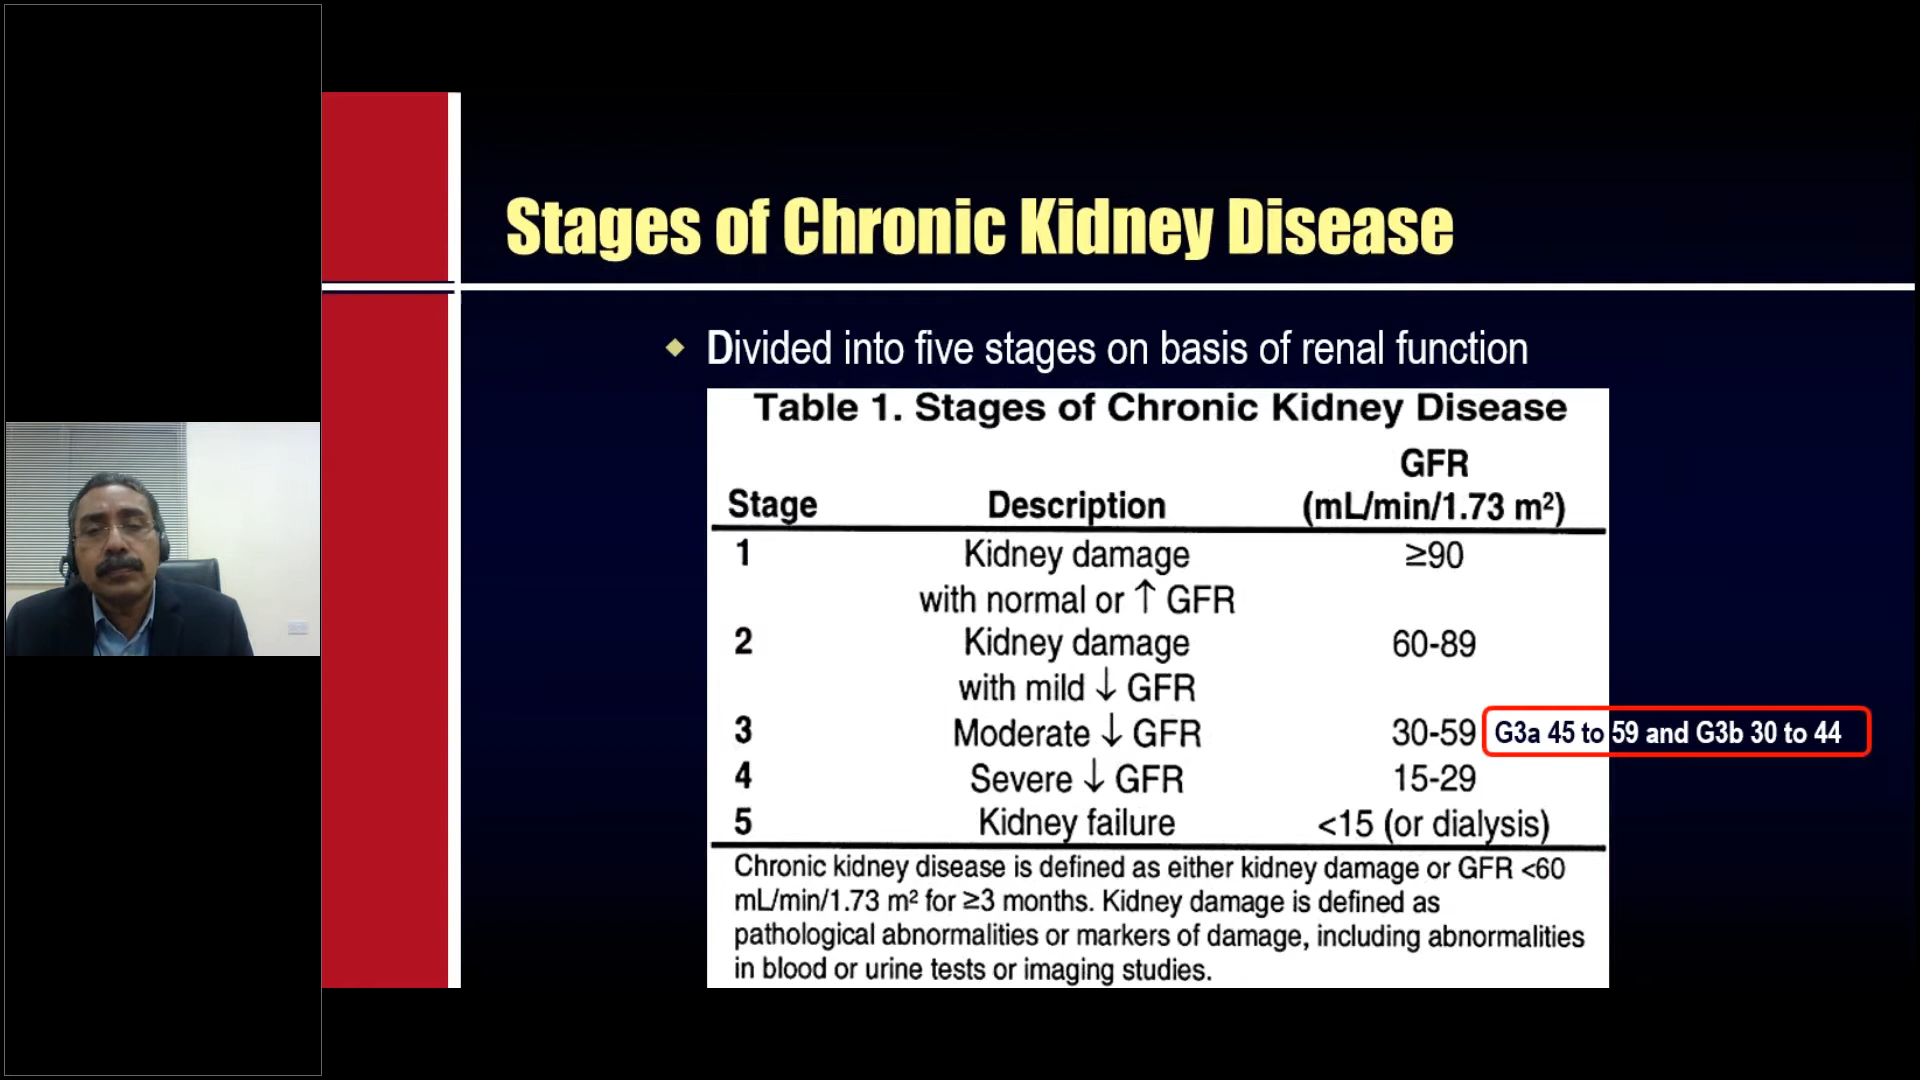 Stages of Chronic Kidney Disease
Divided into five stages on basis of renal function
Table 1. Stages of Chronic Kidney Disease
GFR
Stage Description (mL/min/1.73 m²)
1 Kidney damage ≥90
with normal or ↑ GFR
2 Kidney damage 60-89
with mild ↓ GFR
3 Moderate ↓ GFR 30-59 G3a 45 to 59 and G3b 30 to 44
4 Severe ↓ GFR 15-29
5 Kidney failure <15 (or dialysis)
Chronic kidney disease is defined as either kidney damage or GFR <60
mL/min/1.73 m² for ≥3 months. Kidney damage is defined as
pathological abnormalities or markers of damage, including abnormalities
in blood or urine tests or imaging studies.